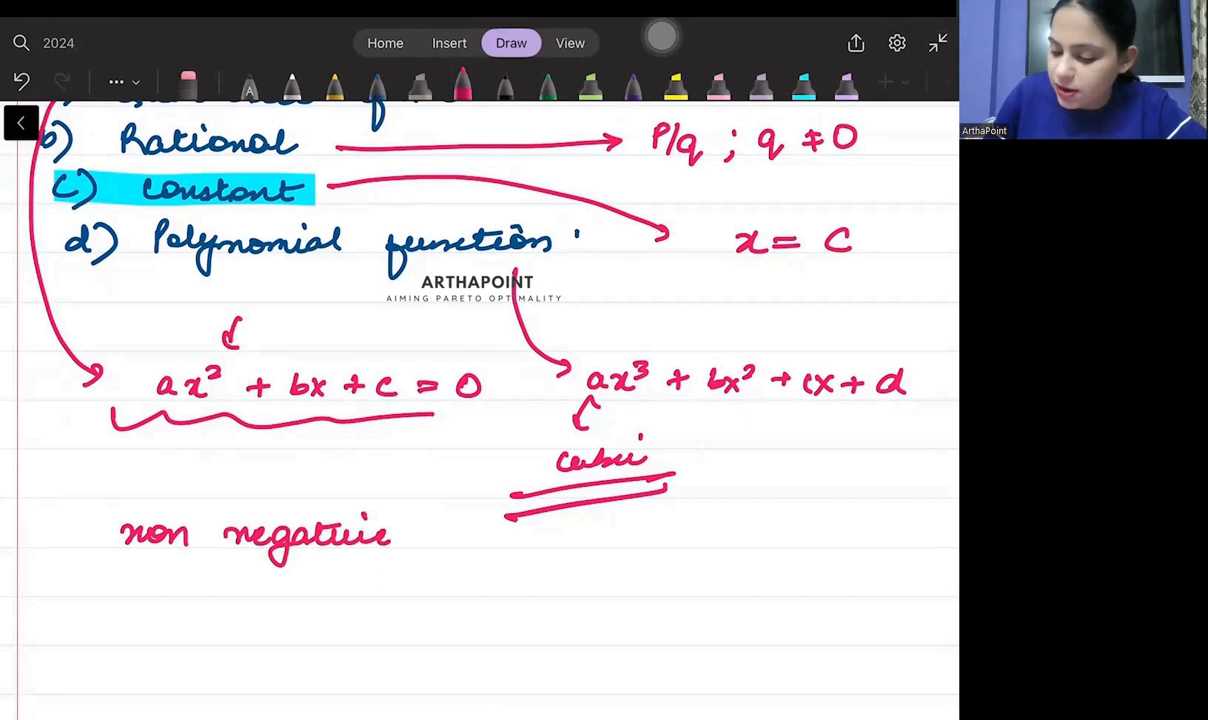 2024
Home Insert Draw View
b) Rational P/q ; q ≠ 0
c) constant
x = c
d) Polynomial function
ARTHAPOINT
AIMING PARETO OPTIMALITY
ax² + bx + c = 0
ax³ + bx² + cx + d
cubic
non negative
ArthaPoint